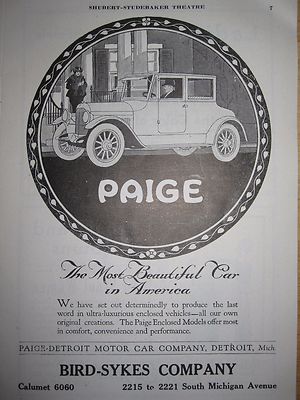 SHUBERT-STUDEBAKER THEATRE 7
PAIGE
The Most Beautiful Car
in America
We have set out determinedly to produce the last
word in ultra-luxurious enclosed vehicles—all our own
original creations. The Paige Enclosed Models offer most
in comfort, convenience and performance.
PAIGE-DETROIT MOTOR CAR COMPANY, DETROIT, Mich.
BIRD-SYKES COMPANY
Calumet 6060 2215 to 2221 South Michigan Avenue